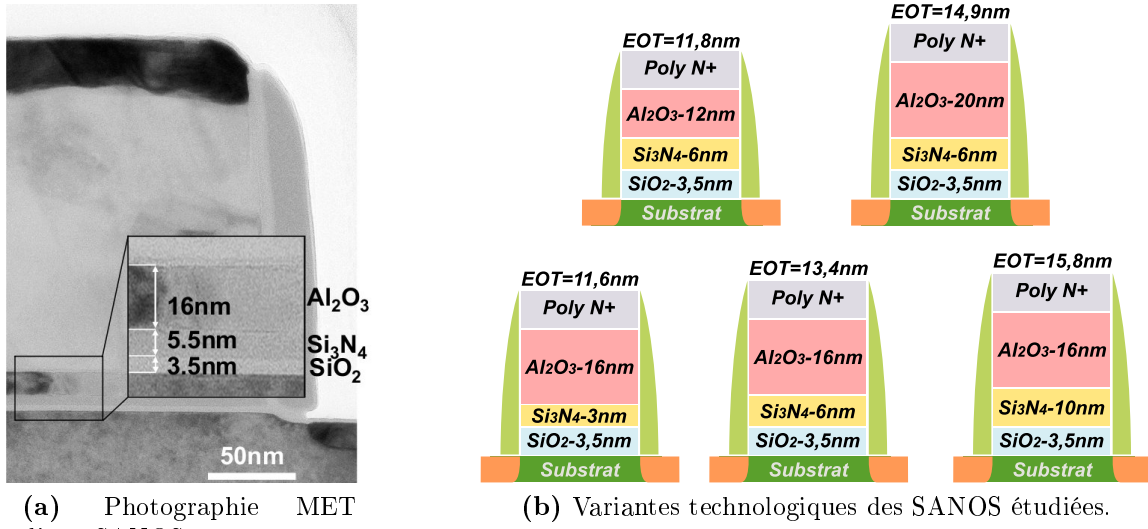 16nm
5.5nm
3.5nm
Al2O3
Si3N4
SiO2
50nm
(a) Photographie MET
EOT=11,8nm
Poly N+
Al2O3-12nm
Si3N4-6nm
SiO2-3,5nm
Substrat
EOT=14,9nm
Poly N+
Al2O3-20nm
Si3N4-6nm
SiO2-3,5nm
Substrat
EOT=11,6nm
Poly N+
Al2O3-16nm
Si3N4-3nm
SiO2-3,5nm
Substrat
EOT=13,4nm
Poly N+
Al2O3-16nm
Si3N4-6nm
SiO2-3,5nm
Substrat
EOT=15,8nm
Poly N+
Al2O3-16nm
Si3N4-10nm
SiO2-3,5nm
Substrat
(b) Variantes technologiques des SANOS étudiées.